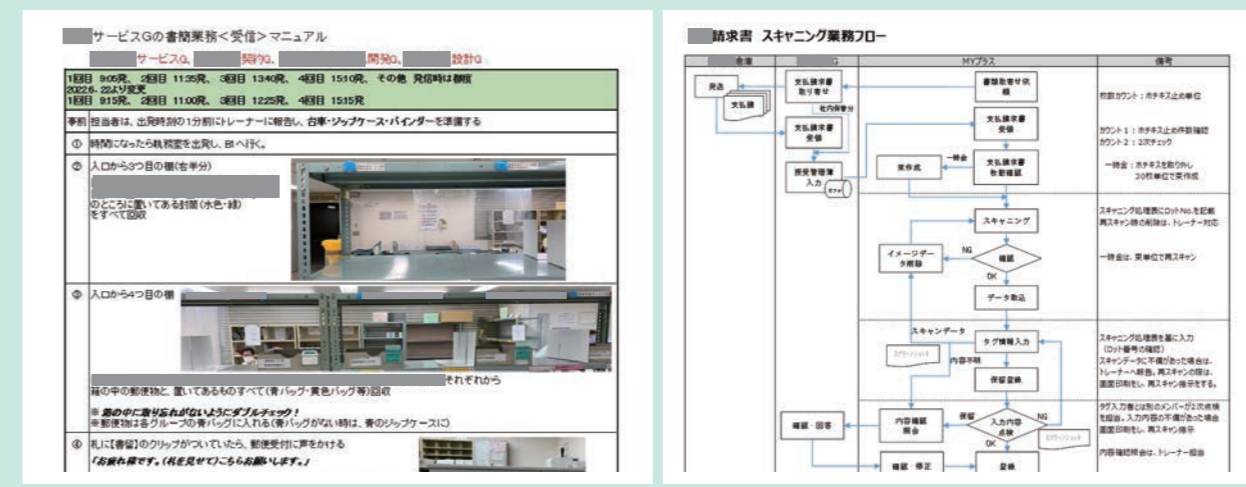 サービスGの書簡業務<受信>マニュアル
サービスG、 契約G、 開発G、 設計G
1回目 9:05発、 2回目 11:35発、 3回目 13:40発、 4回目 15:10発、 その他 発信時は都度
2022.6.22より変更
1回目 9:15発、 2回目 11:00発、 3回目 12:25発、 4回目 15:15発
事前 担当者は、出発時刻の1分前にトレーナーに報告し、台車・ジップケース・バインダーを準備する
① 時間になったら執務室を出発し、B1へ行く。
② 入口から3つ目の棚(右半分)
のところに置いてある封筒(水色・緑)
をすべて回収
③ 入口から4つ目の棚
それぞれから
箱の中の郵便物と、置いてあるものすべて(青バッグ・黄色バッグ等)回収
※ 箱の中に取り忘れがないようにダブルチェック!
※郵便物は各グループの青バッグに入れる(青バッグがない時は、青のジップケースに)
④ 札に【書留】のクリップがついていたら、郵便受付に声をかける
「お疲れ様です。(札を見せて)こちらお願いします。」
請求書 スキャニング業務フロー
倉庫
G
MYプラス
備考
発送
支払請
支払請求書
取り寄せ
社内保管分
支払請求書
受領
授受管理簿
入力
書類取寄せ依
頼
支払請求書
受領
支払請求書
枚数確認
一時金
束作成
スキャニング
確認
NG
OK
イメージデー
タ削除
データ取込
スキャンデータ
タグ情報入力
内容不明
保留登録
入力内容
点検
保留
NG
OK
内容確認
照会
確認・回答
確認・修正
登録
枚数カウント:ホチキス止め単位
カウント1:ホチキス止め件数確認
カウント2:2次チェック
一時金:ホチキスを取り外し
30枚単位で束作成
スキャニング処理表にロットNo.を記載
再スキャン時の削除は、トレーナー対応
一時金は、束単位で再スキャン
スキャニング処理表を基に入力
(ロット番号の確認)
スキャンデータに不備があった場合は、
トレーナーへ報告。再スキャンの際は、
画面印刷をし、再スキャン指示をする。
タグ入力者とは別のメンバーが2次点検
を担当。入力内容の不備があった場合
画面印刷をし、再スキャン指示
内容確認照会は、トレーナー担当